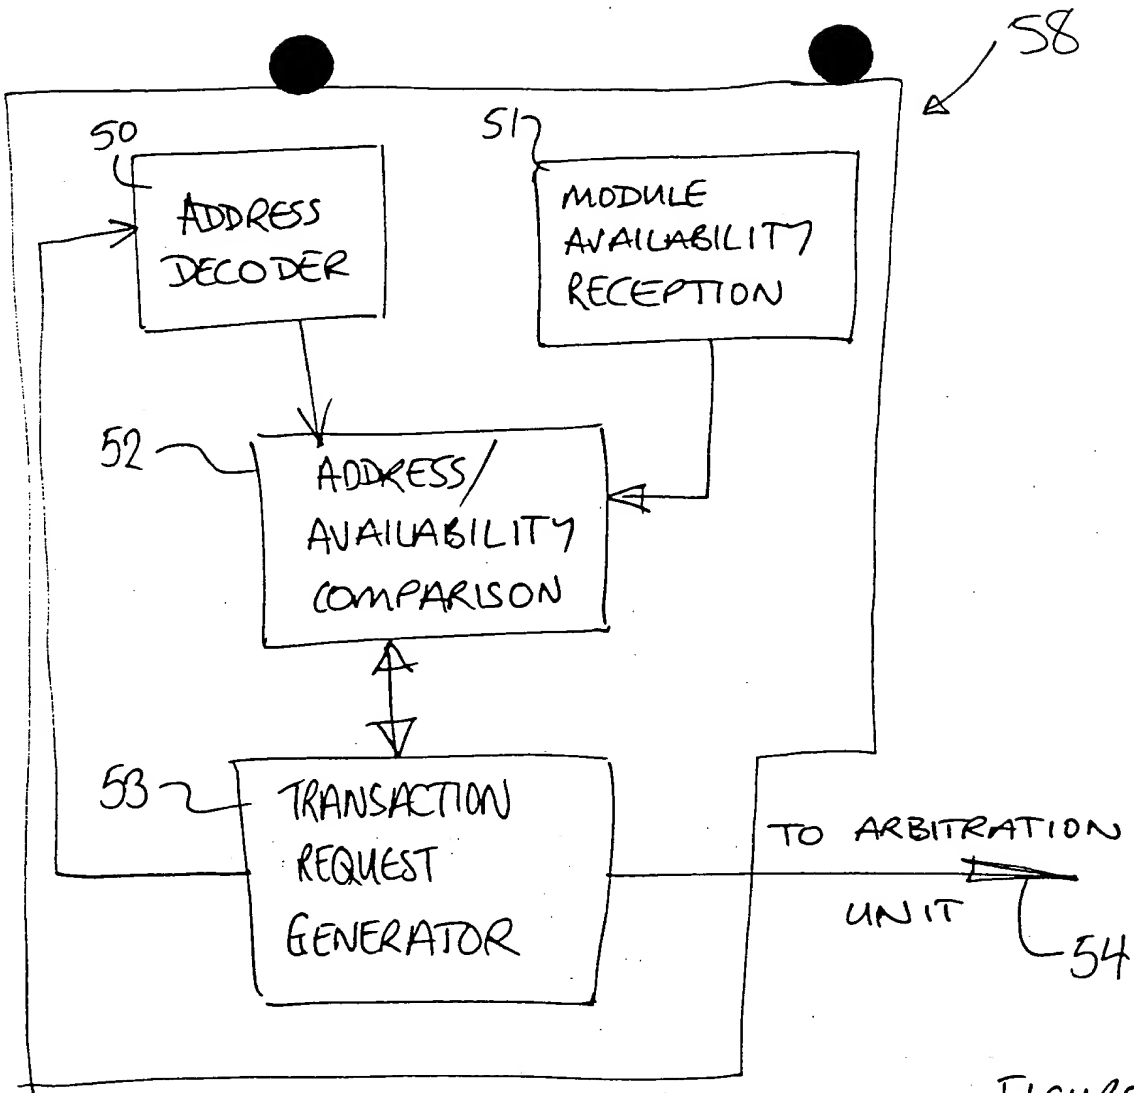 58
50
51
ADDRESS
DECODER
MODULE
AVAILABILITY
RECEPTION
52
ADDRESS/
AVAILABILITY
COMPARISON
53
TRANSACTION
REQUEST
GENERATOR
TO ARBITRATION
UNIT
54